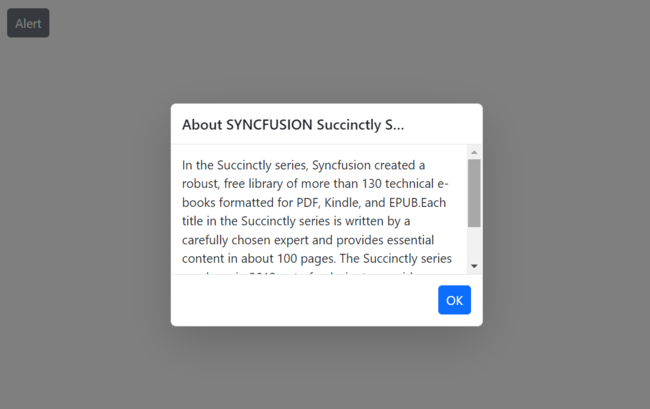 Alert
About SYNCFUSION Succinctly S...
In the Succinctly series, Syncfusion created a
robust, free library of more than 130 technical e-
books formatted for PDF, Kindle, and EPUB.Each
title in the Succinctly series is written by a
carefully chosen expert and provides essential
content in about 100 pages. The Succinctly series
OK